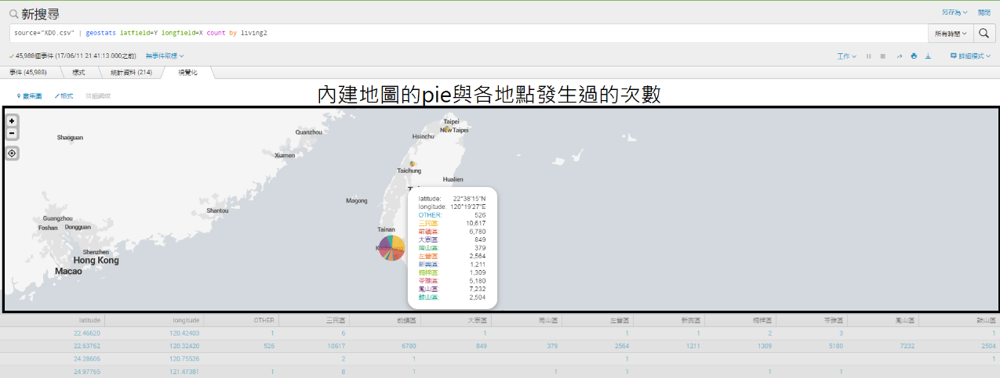 新搜尋
另存為 關閉
source="XDO.csv" | geostats latfield=Y longfield=X count by living2
所有時間
45,988個事件 (17/06/11 21:41:13.000之前) 無事件取樣
工作 詳細模式
事件 (45,988) 樣式 統計資料 (214) 視覺化
內建地圖的pie與各地點發生過的次數
叢集圖 格式
+
−
Taipei
New Taipei
Hsinchu
Quanzhou
Shaoguan
Xiamen
Taichung
Hualien
Magong
Shantou
Guangzhou
Foshan Dongguan
Tainan
Shenzhen
Hong Kong
Macao
latitude: 22°38'15"N
longitude: 120°19'27"E
OTHER: 526
三民區: 10,617
前鎮區: 6,780
大寮區: 849
岡山區: 379
左營區: 2,564
新興區: 1,211
楠梓區: 1,309
苓雅區: 5,180
鳳山區: 7,232
鼓山區: 2,504
latitude longitude OTHER 三民區 前鎮區 大寮區 岡山區 左營區 新興區 楠梓區 苓雅區 鳳山區 鼓山區
22.46620 120.42403 1 6 1 1 1 2 3 1
22.63762 120.32420 526 10617 6780 849 379 2564 1211 1309 5180 7232 2504
24.28606 120.75526 2 1 1 1
24.97765 121.47381 1 8 1 1 1 1 1